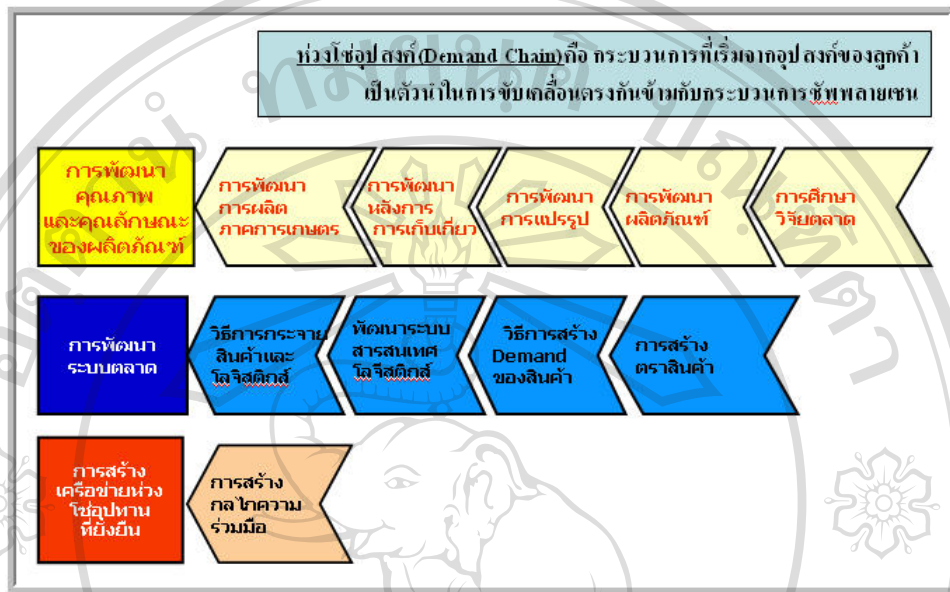 ห่วงโซ่อุปสงค์(Demand Chain)คือ กระบวนการที่เริ่มจากอุปสงค์ของลูกค้า
เป็นตัวนำในการขับเคลื่อนตรงกันข้ามกับกระบวนการซัพพลายเชน
การพัฒนา
คุณภาพ
และคุณลักษณะ
ของผลิตภัณฑ์
การพัฒนา
การผลิต
ภาคการเกษตร
การพัฒนา
หลังการ
การเก็บเกี่ยว
การพัฒนา
การแปรรูป
การพัฒนา
ผลิตภัณฑ์
การศึกษา
วิจัยตลาด
การพัฒนา
ระบบตลาด
วิธีการกระจาย
สินค้าและ
โลจิสติกส์
พัฒนาระบบ
สารสนเทศ
โลจิสติกส์
วิธีการสร้าง
Demand
ของสินค้า
การสร้าง
ตราสินค้า
การสร้าง
เครือข่ายห่วง
โซ่อุปทาน
ที่ยั่งยืน
การสร้าง
กลไกความ
ร่วมมือ